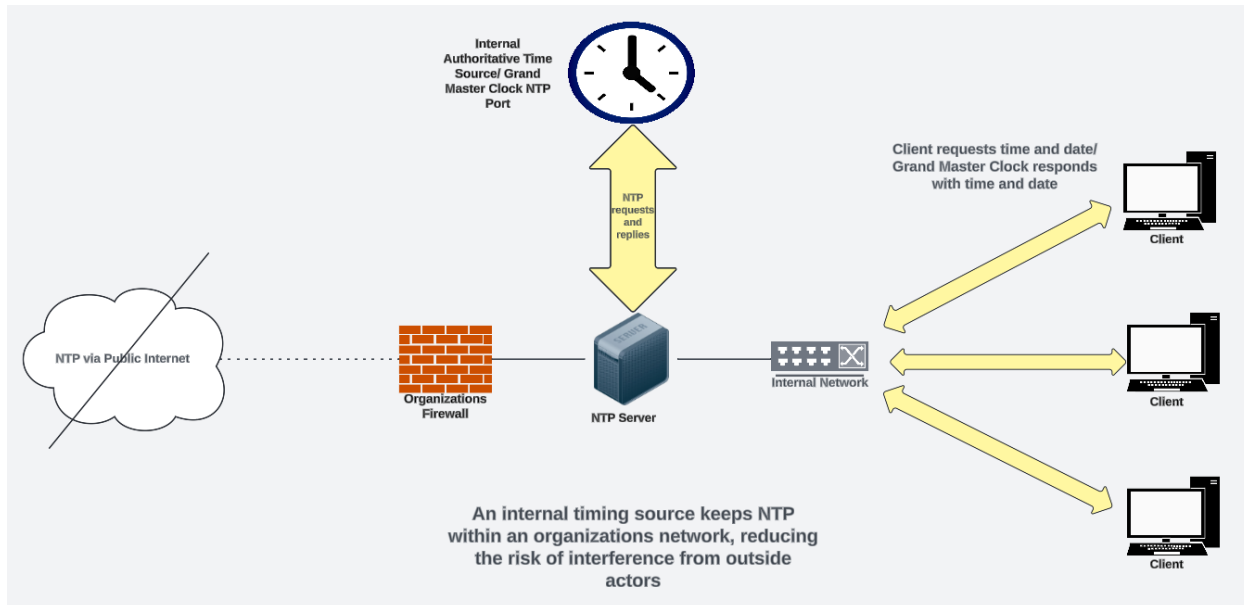 Internal
Authoritative Time
Source/ Grand
Master Clock NTP
Port
NTP
requests
and
replies
Client requests time and date/
Grand Master Clock responds
with time and date
Client
NTP via Public Internet
Organizations
Firewall
SERVER
NTP Server
Internal Network
Client
An internal timing source keeps NTP
within an organizations network, reducing
the risk of interference from outside
actors
Client